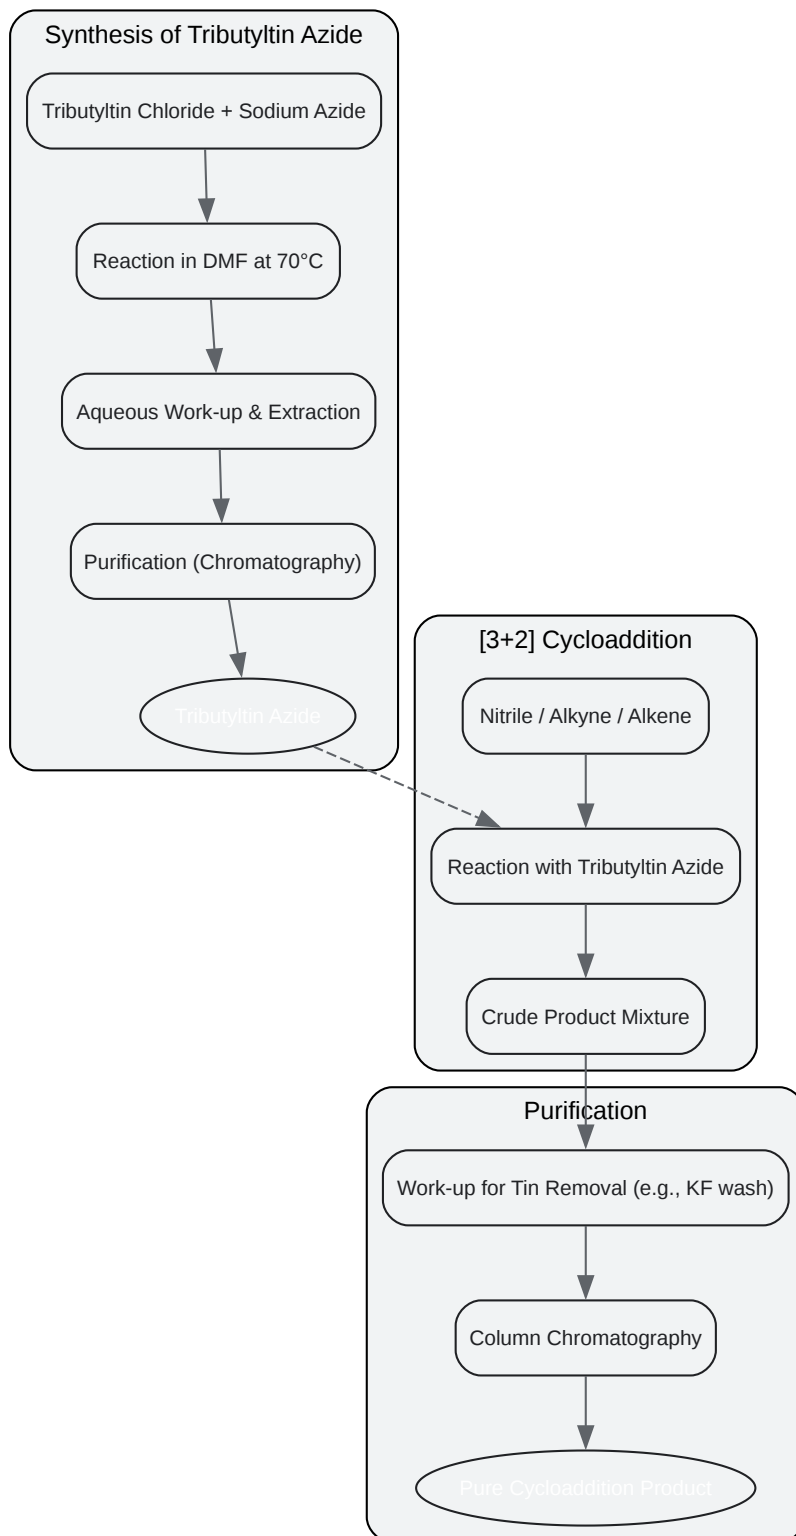 Synthesis of Tributyltin Azide
Tributyltin Chloride + Sodium Azide
Reaction in DMF at 70°C
Aqueous Work-up & Extraction
Purification (Chromatography)
Tributyltin Azide
[3+2] Cycloaddition
Nitrile / Alkyne / Alkene
Reaction with Tributyltin Azide
Crude Product Mixture
Purification
Work-up for Tin Removal (e.g., KF wash)
Column Chromatography
Pure Cycloaddition Product